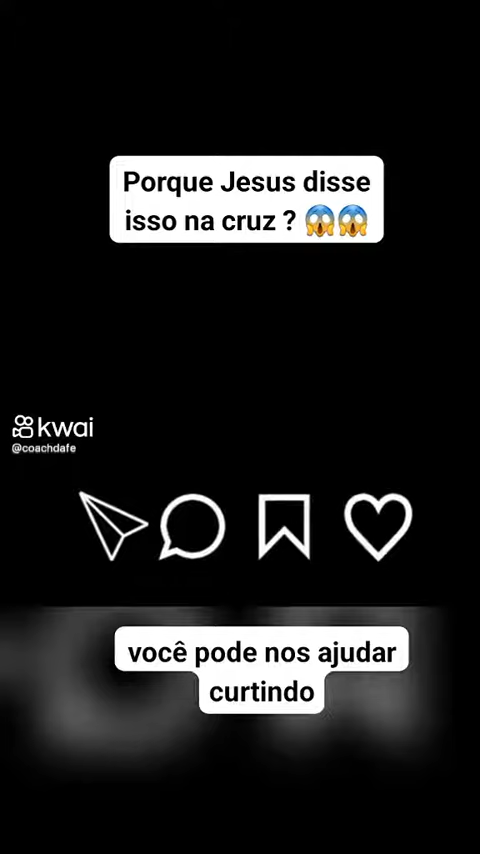 Porque Jesus disse
isso na cruz ? 😱😱
kwai
@coachdafe
você pode nos ajudar
curtindo